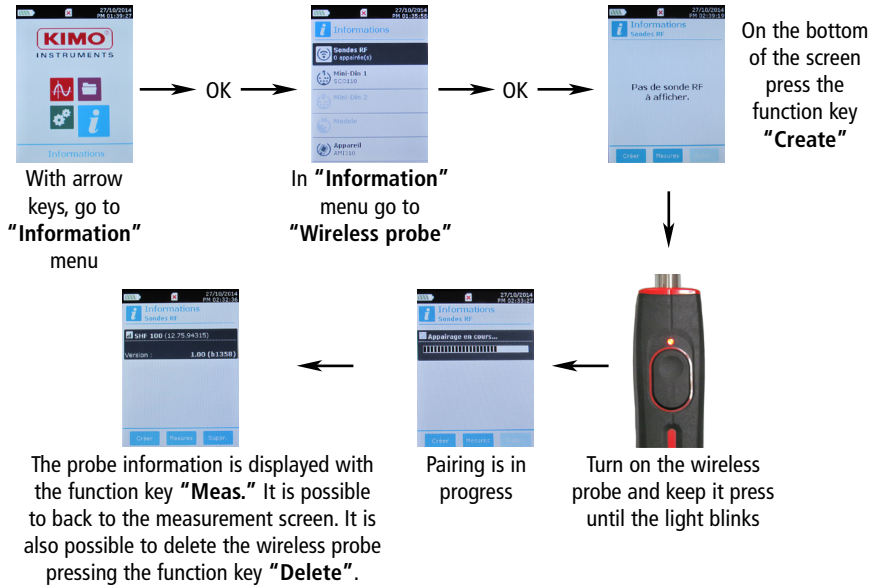 27/10/2014
PM 01:39:27
KIMO
INSTRUMENTS
Informations
With arrow
keys, go to
“Information”
menu
OK
27/10/2014
PM 01:35:58
Informations
Sondes RF
0 appairée(s)
Mini-Din 1
SCO110
Mini-Din 2
Module
Appareil
AMI310
In “Information”
menu go to
“Wireless probe”
OK
27/10/2014
PM 02:39:19
Informations
Sondes RF
Pas de sonde RF
à afficher.
Créer Mesures
On the bottom
of the screen
press the
function key
“Create”
Turn on the wireless
probe and keep it press
until the light blinks
27/10/2014
PM 02:33:27
Informations
Sondes RF
Appairage en cours...
Créer Mesures
Pairing is in
progress
27/10/2014
PM 02:32:36
Informations
Sondes RF
SHF 100 (12.75.94315)
Version : 1.00 (b1358)
Créer Mesures Suppr.
The probe information is displayed with
the function key “Meas.” It is possible
to back to the measurement screen. It is
also possible to delete the wireless probe
pressing the function key “Delete”.